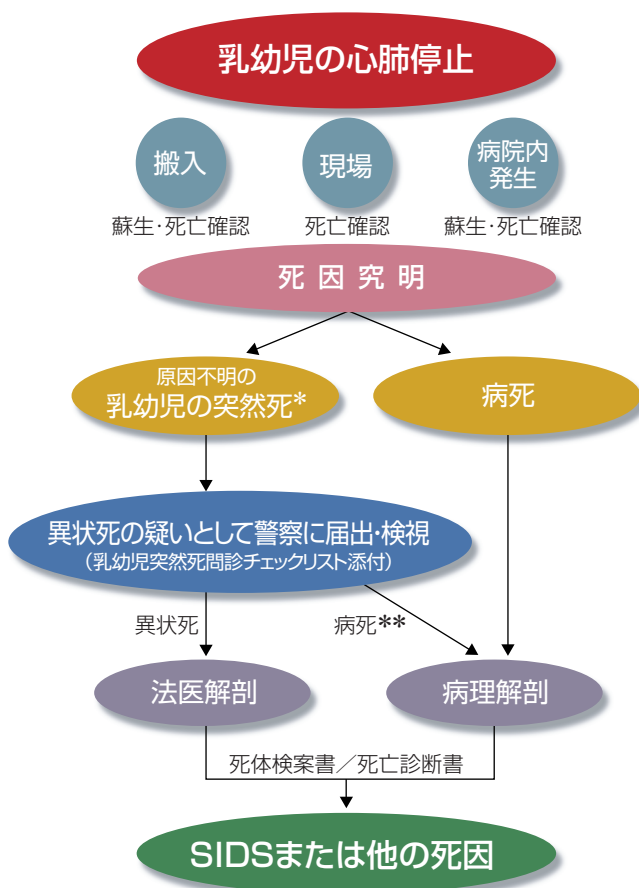 乳幼児の心肺停止
搬入
現場
病院内
発生
蘇生・死亡確認
死亡確認
蘇生・死亡確認
死因究明
原因不明の
乳幼児の突然死*
病死
異状死の疑いとして警察に届出・検視
（乳幼児突然死問診チェックリスト添付）
異状死
病死**
法医解剖
病理解剖
死体検案書／死亡診断書
SIDSまたは他の死因